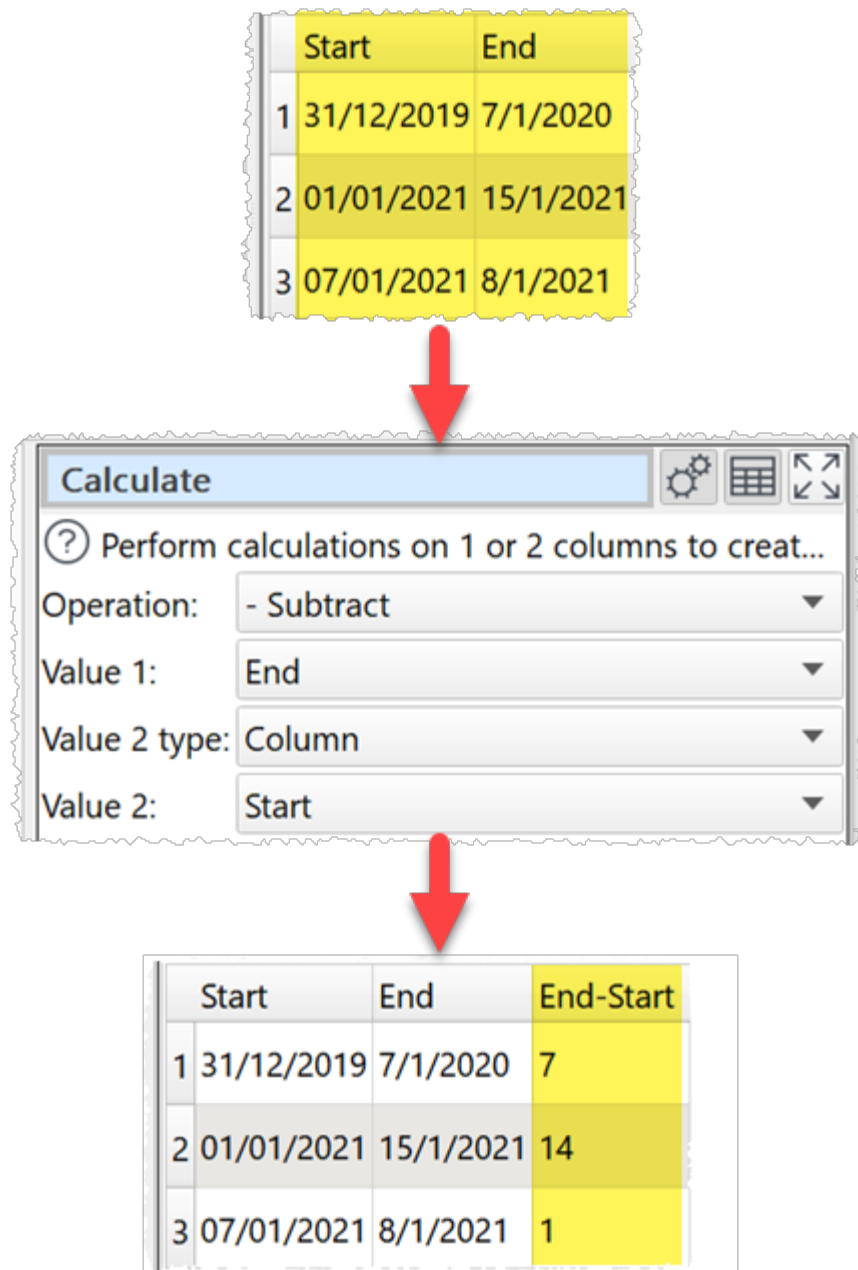 Start End
1 31/12/2019 7/1/2020
2 01/01/2021 15/1/2021
3 07/01/2021 8/1/2021
Calculate
? Perform calculations on 1 or 2 columns to creat...
Operation: - Subtract
Value 1: End
Value 2 type: Column
Value 2: Start
Start End End-Start
1 31/12/2019 7/1/2020 7
2 01/01/2021 15/1/2021 14
3 07/01/2021 8/1/2021 1